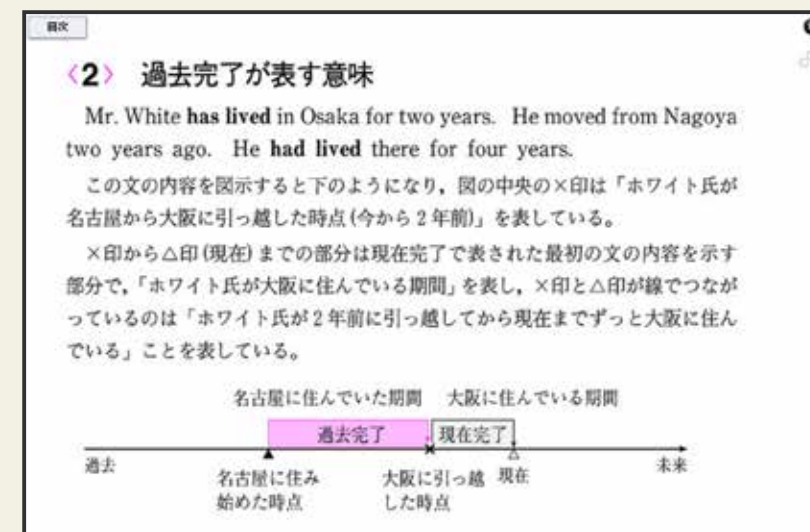 目次
〈2〉 過去完了が表す意味
Mr. White has lived in Osaka for two years. He moved from Nagoya
two years ago. He had lived there for four years.
この文の内容を図示すると下のようになり，図の中央の×印は「ホワイト氏が
名古屋から大阪に引っ越した時点(今から2年前)」を表している。
×印から△印(現在)までの部分は現在完了で表された最初の文の内容を示す
部分で，「ホワイト氏が大阪に住んでいる期間」を表し，×印と△印が線でつなが
っているのは「ホワイト氏が2年前に引っ越してから現在までずっと大阪に住ん
でいる」ことを表している。
名古屋に住んでいた期間 大阪に住んでいる期間
過去完了 現在完了
過去 名古屋に住み 大阪に引っ越 現在 未来
始めた時点 した時点